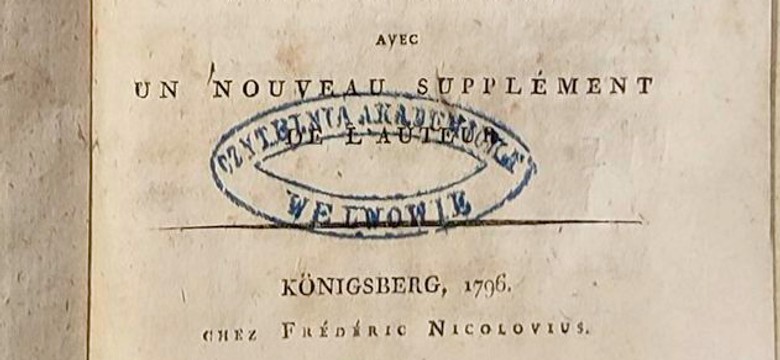 AVEC
UN NOUVEAU SUPPLÉMENT
DE L'AUTEUR
CZYTELNIA AKADEMICKA
WE LWOWIE
KÖNIGSBERG, 1796.
CHEZ FRÉDÉRIC NICOLOVIUS.